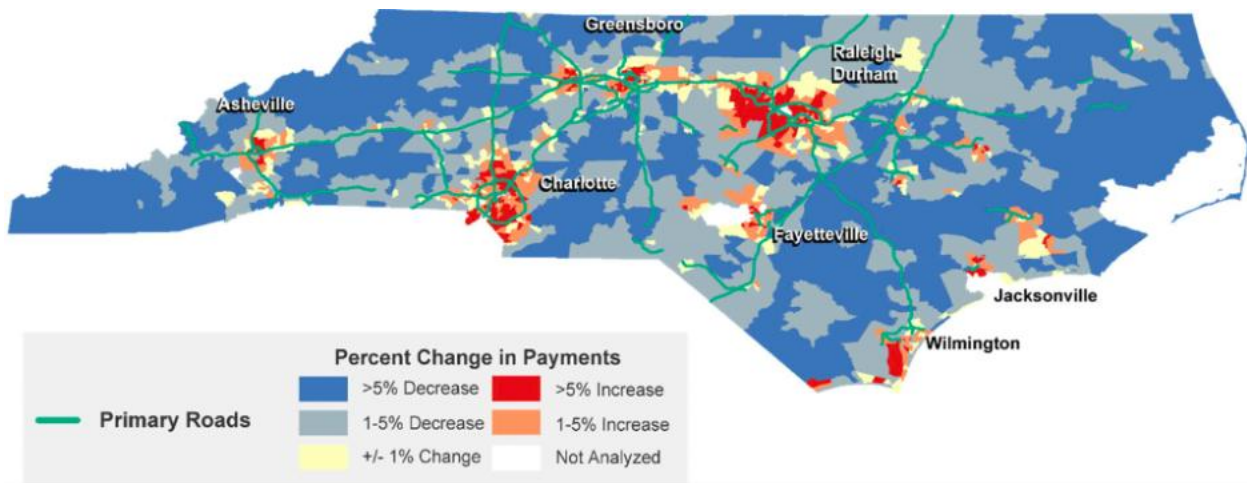 Greensboro
Raleigh-
Durham
Asheville
Charlotte
Fayetteville
Jacksonville
Wilmington
Percent Change in Payments
Primary Roads
>5% Decrease
>5% Increase
1-5% Decrease
1-5% Increase
+/- 1% Change
Not Analyzed